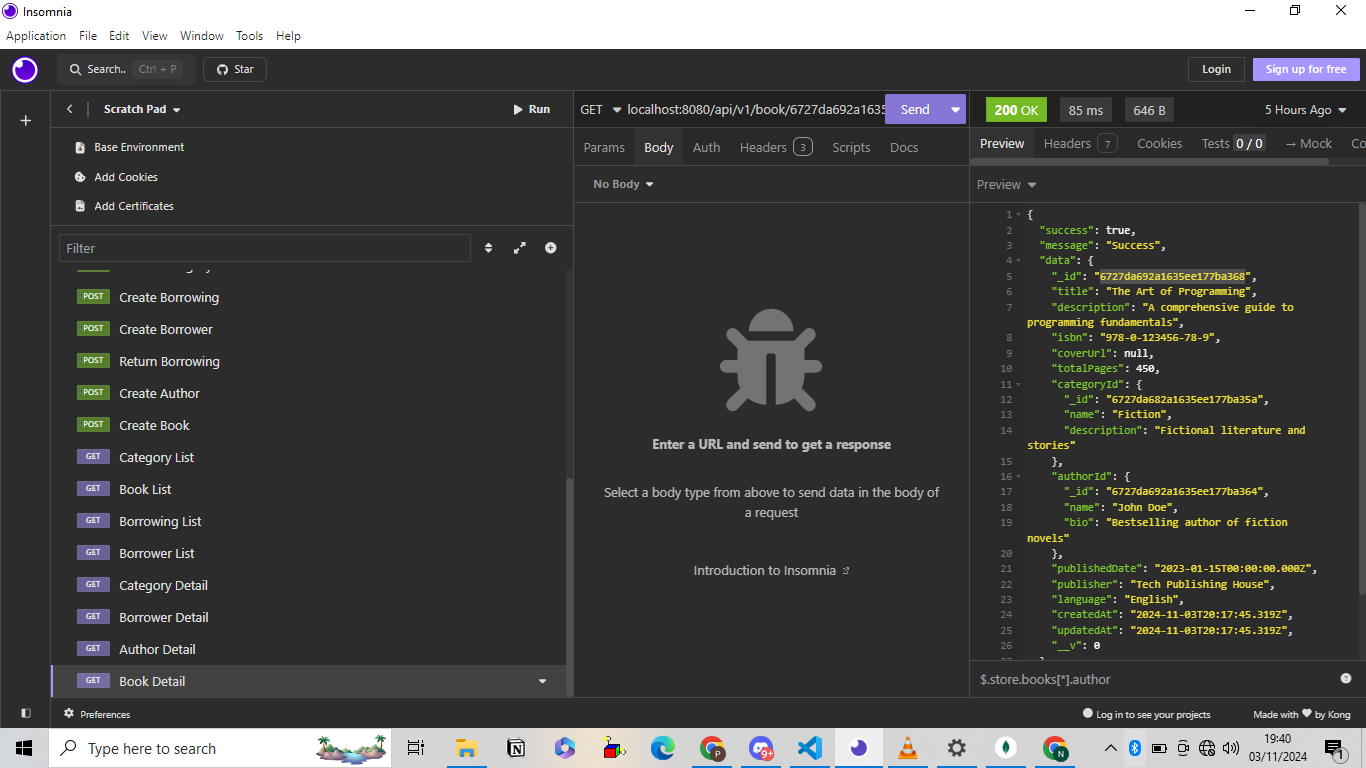 Insomnia
Application File Edit View Window Tools Help
Search.. Ctrl + P Star Login Sign up for free
Scratch Pad Run
Base Environment
Add Cookies
Add Certificates
Filter
POST Create Borrowing
POST Create Borrower
POST Return Borrowing
POST Create Author
POST Create Book
GET Category List
GET Book List
GET Borrowing List
GET Borrower List
GET Category Detail
GET Borrower Detail
GET Author Detail
GET Book Detail
Preferences
GET localhost:8080/api/v1/book/6727da692a1635 Send
Params Body Auth Headers 3 Scripts Docs
No Body
Enter a URL and send to get a response
Select a body type from above to send data in the body of
a request
Introduction to Insomnia
200 OK 85 ms 646 B 5 Hours Ago
Preview Headers 7 Cookies Tests 0 / 0 → Mock Co
Preview
1 {
2 "success": true,
3 "message": "Success",
4 "data": {
5 "_id": "6727da692a1635ee177ba368",
6 "title": "The Art of Programming",
7 "description": "A comprehensive guide to
programming fundamentals",
8 "isbn": "978-0-123456-78-9",
9 "coverUrl": null,
10 "totalPages": 450,
11 "categoryId": {
12 "_id": "6727da682a1635ee177ba35a",
13 "name": "Fiction",
14 "description": "Fictional literature and
stories"
15 },
16 "authorId": {
17 "_id": "6727da692a1635ee177ba364",
18 "name": "John Doe",
19 "bio": "Bestselling author of fiction
novels"
20 },
21 "publishedDate": "2023-01-15T00:00:00.000Z",
22 "publisher": "Tech Publishing House",
23 "language": "English",
24 "createdAt": "2024-11-03T20:17:45.319Z",
25 "updatedAt": "2024-11-03T20:17:45.319Z",
26 "__v": 0
$.store.books[*].author
Log in to see your projects Made with ❤ by Kong
Type here to search
19:40
03/11/2024